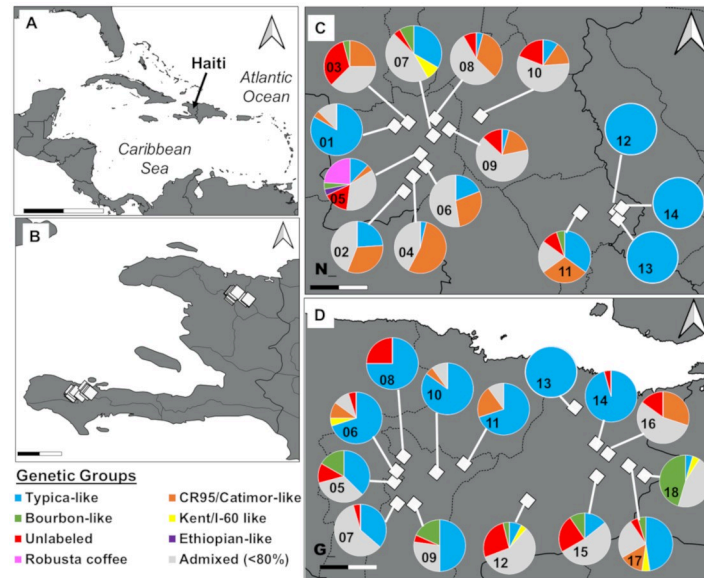 A
Haiti
Atlantic
Ocean
Caribbean
Sea
B
Genetic Groups
Typica-like
Bourbon-like
Unlabeled
Robusta coffee
CR95/Catimor-like
Kent/I-60 like
Ethiopian-like
Admixed (<80%)
C
03
07
08
10
01
12
09
05
14
06
02
04
11
13
N_
D
08
10
13
14
06
11
16
05
18
07
09
12
15
17
G_